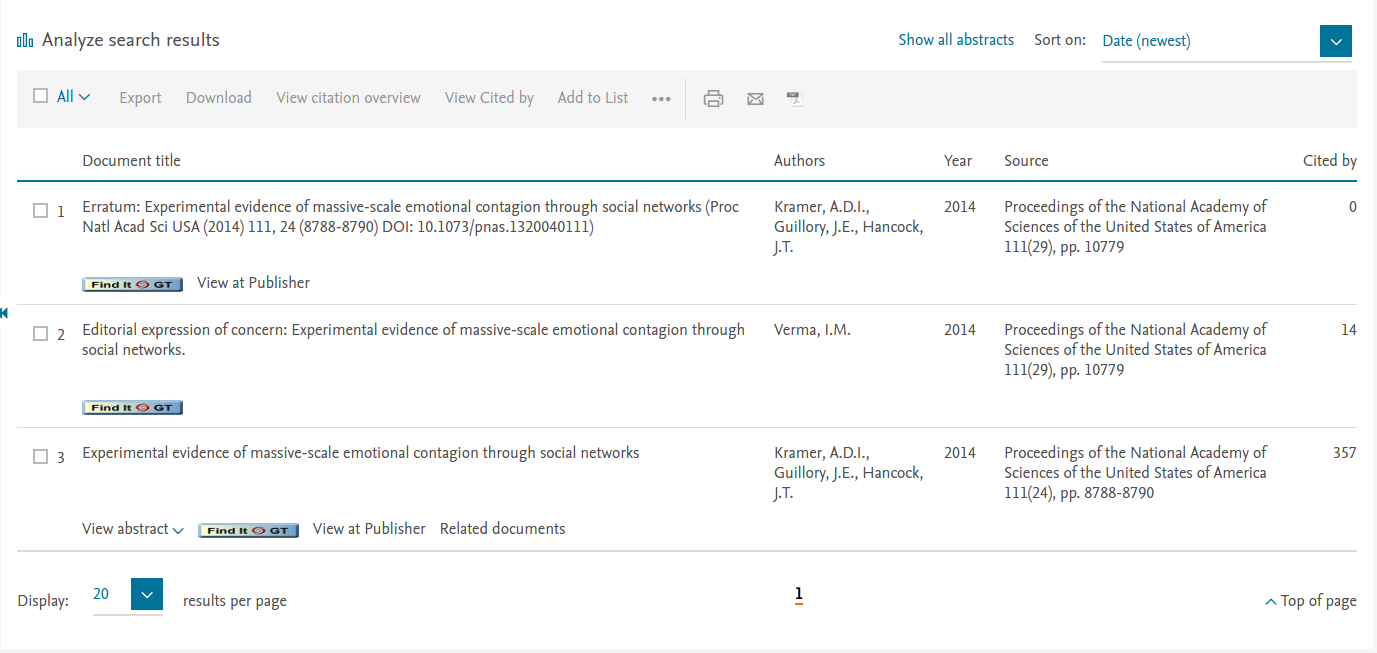 Analyze search results
Show all abstracts Sort on: Date (newest)
All Export Download View citation overview View Cited by Add to List •••
Document title Authors Year Source Cited by
1 Erratum: Experimental evidence of massive-scale emotional contagion through social networks (Proc Kramer, A.D.I., 2014 Proceedings of the National Academy of 0
Natl Acad Sci USA (2014) 111, 24 (8788-8790) DOI: 10.1073/pnas.1320040111) Guillory, J.E., Hancock, Sciences of the United States of America
J.T. 111(29), pp. 10779
Find It GT View at Publisher
2 Editorial expression of concern: Experimental evidence of massive-scale emotional contagion through Verma, I.M. 2014 Proceedings of the National Academy of 14
social networks. Sciences of the United States of America
111(29), pp. 10779
Find It GT
3 Experimental evidence of massive-scale emotional contagion through social networks Kramer, A.D.I., 2014 Proceedings of the National Academy of 357
Guillory, J.E., Hancock, Sciences of the United States of America
J.T. 111(24), pp. 8788-8790
View abstract Find It GT View at Publisher Related documents
Display: 20 results per page 1 Top of page